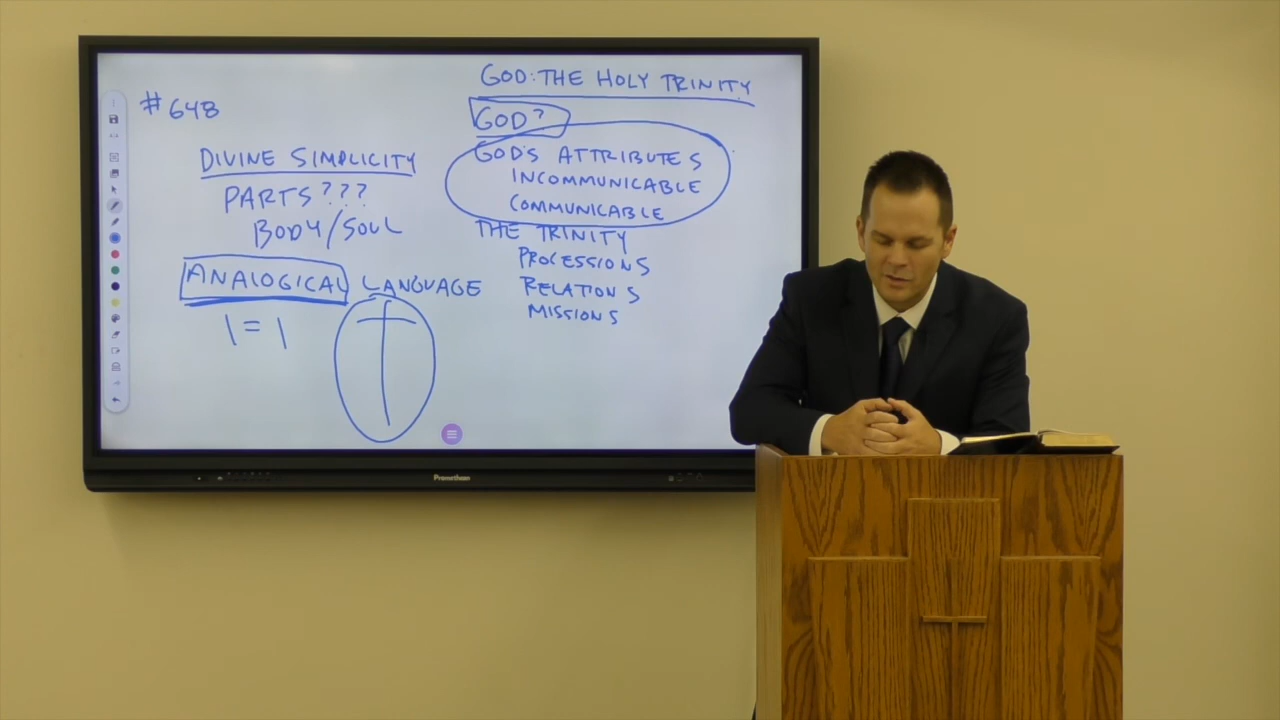 #648
DIVINE SIMPLICITY
PARTS???
BODY/SOUL
ANALOGICAL LANGUAGE
1 = 1
GOD: THE HOLY TRINITY
GOD?
GOD'S ATTRIBUTES
INCOMMUNICABLE
COMMUNICABLE
THE TRINITY
PROCESSIONS
RELATIONS
MISSIONS
Promethean